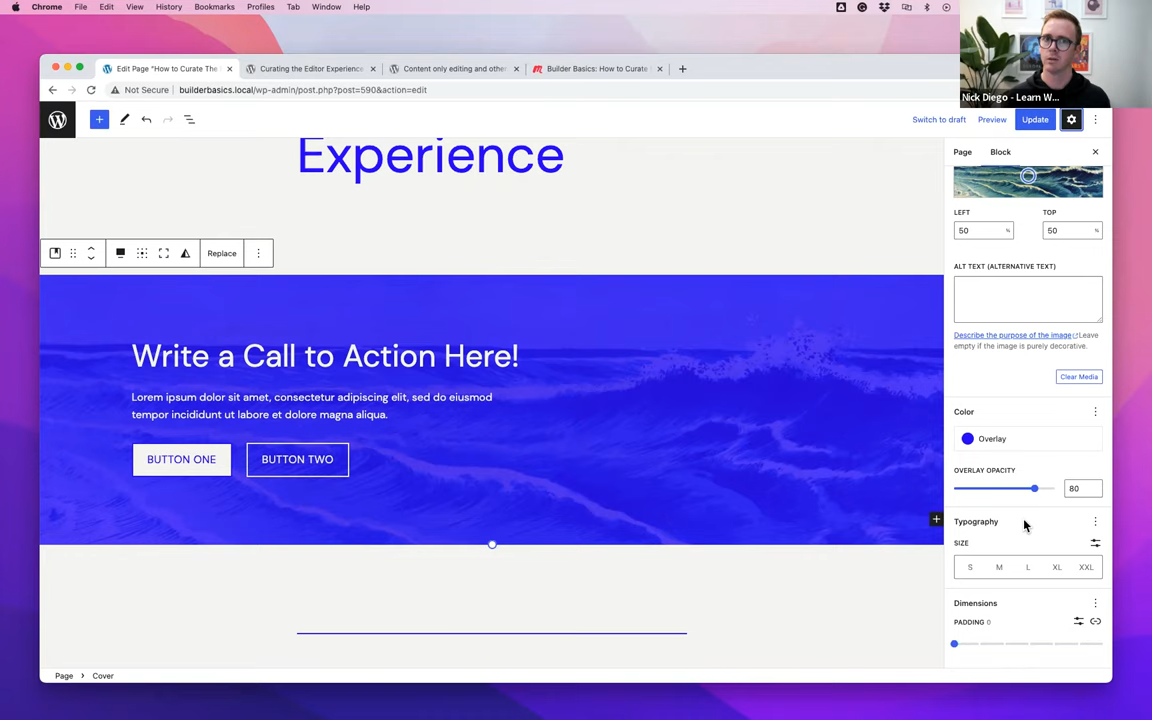 Chrome File Edit View History Bookmarks Profiles Tab Window Help
Edit Page "How to Curate The
Curating the Editor Experience
Content only editing and other
Builder Basics: How to Curate
Not Secure builderbasics.local/wp-admin/post.php?post=590&action=edit
Nick Diego - Learn W...
Switch to draft Preview Update
Experience
Page Block
LEFT TOP
50 % 50 %
Replace
ALT TEXT (ALTERNATIVE TEXT)
Describe the purpose of the image Leave
empty if the image is purely decorative.
Clear Media
Write a Call to Action Here!
Lorem ipsum dolor sit amet, consectetur adipiscing elit, sed do eiusmod
tempor incididunt ut labore et dolore magna aliqua.
BUTTON ONE BUTTON TWO
Color
Overlay
OVERLAY OPACITY
80
Typography
SIZE
S M L XL XXL
Dimensions
PADDING 0
Page Cover